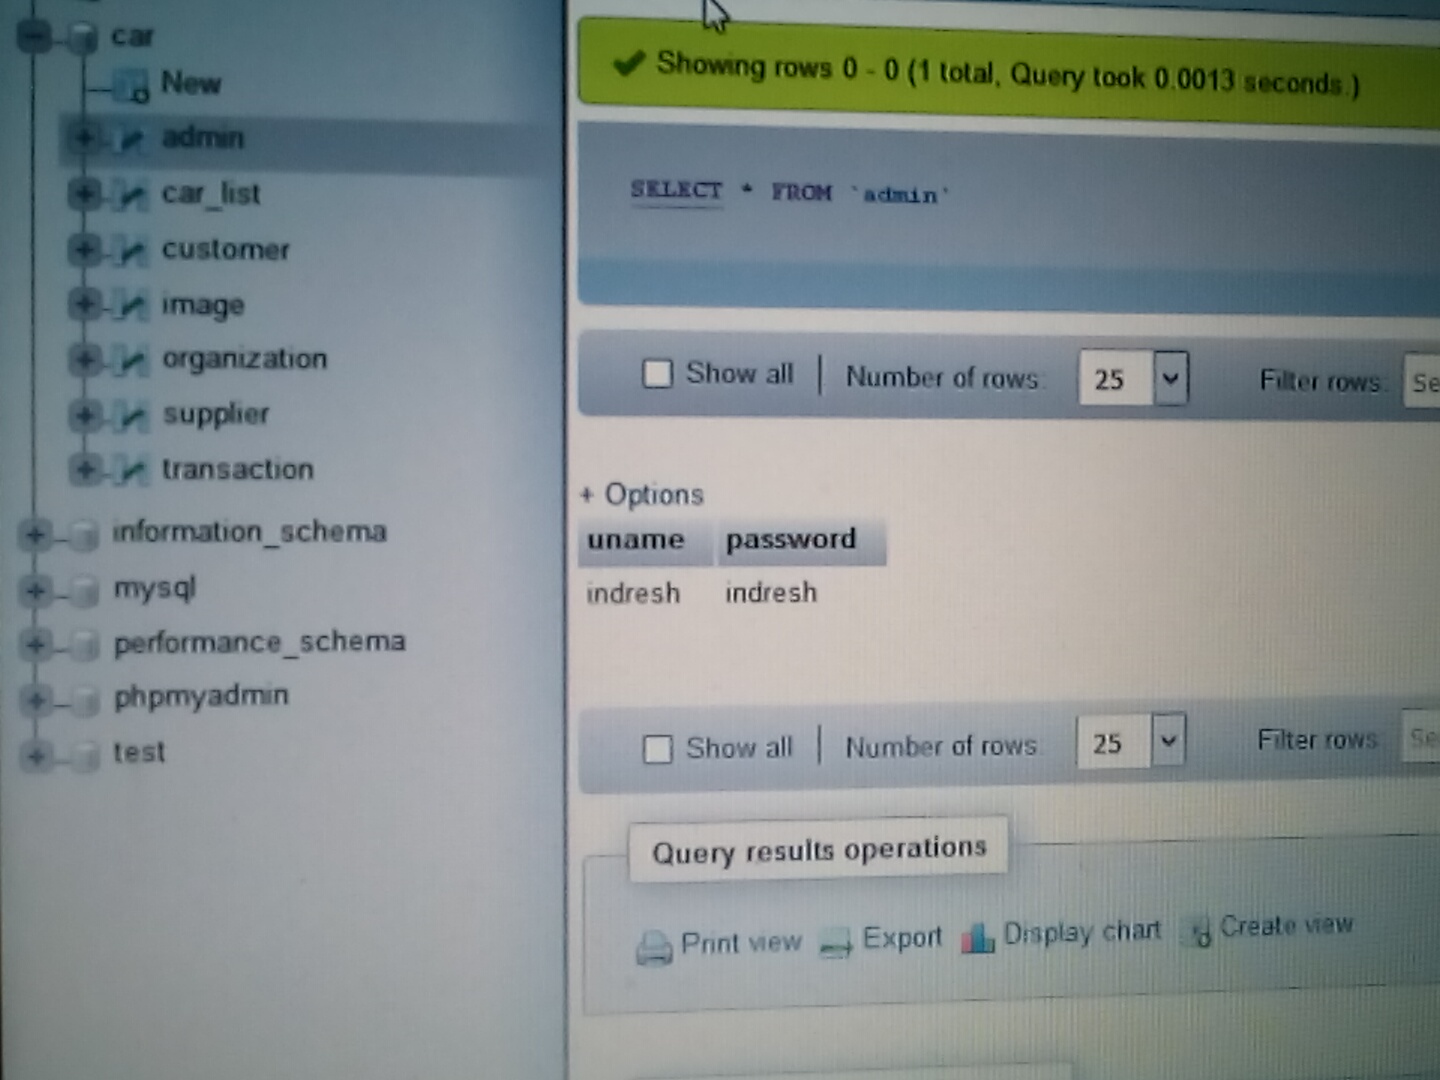 car
New
admin
car_list
customer
image
organization
supplier
transaction
information_schema
mysql
performance_schema
phpmyadmin
test
Showing rows 0 - 0 (1 total, Query took 0.0013 seconds.)
SELECT * FROM `admin`
Show all | Number of rows: 25 Filter rows: Se
+ Options
uname password
indresh indresh
Show all | Number of rows: 25 Filter rows: Se
Query results operations
Print view Export Display chart Create view